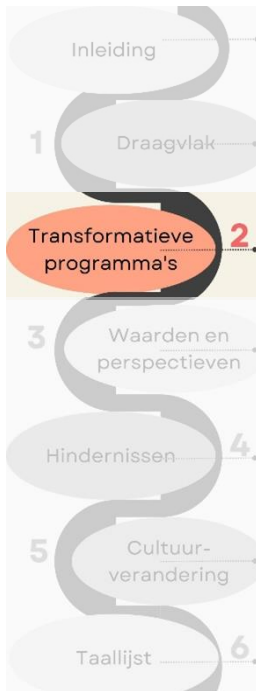 Inleiding
1
Draagvlak
Transformatieve
programma's
2
3
Waarden en
perspectieven
Hindernissen
4
5
Cultuur-
verandering
Taallijst
6